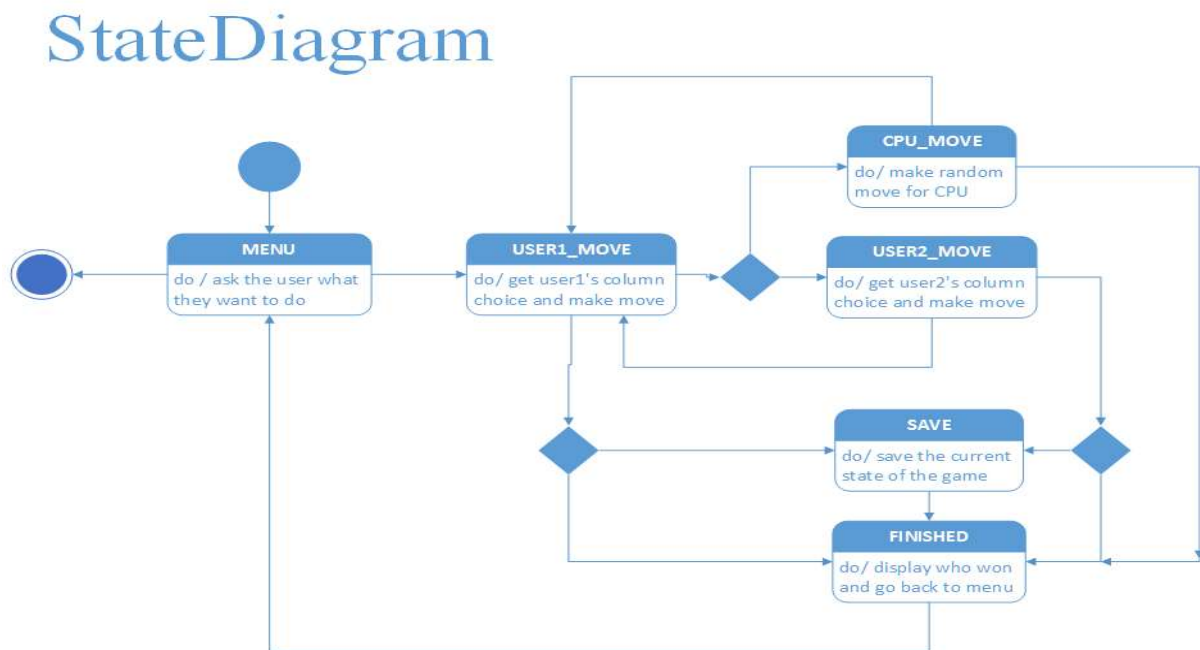 StateDiagram
CPU_MOVE
do/ make random
move for CPU
MENU
do / ask the user what
they want to do
USER1_MOVE
do/ get user1's column
choice and make move
USER2_MOVE
do/ get user2's column
choice and make move
SAVE
do/ save the current
state of the game
FINISHED
do/ display who won
and go back to menu